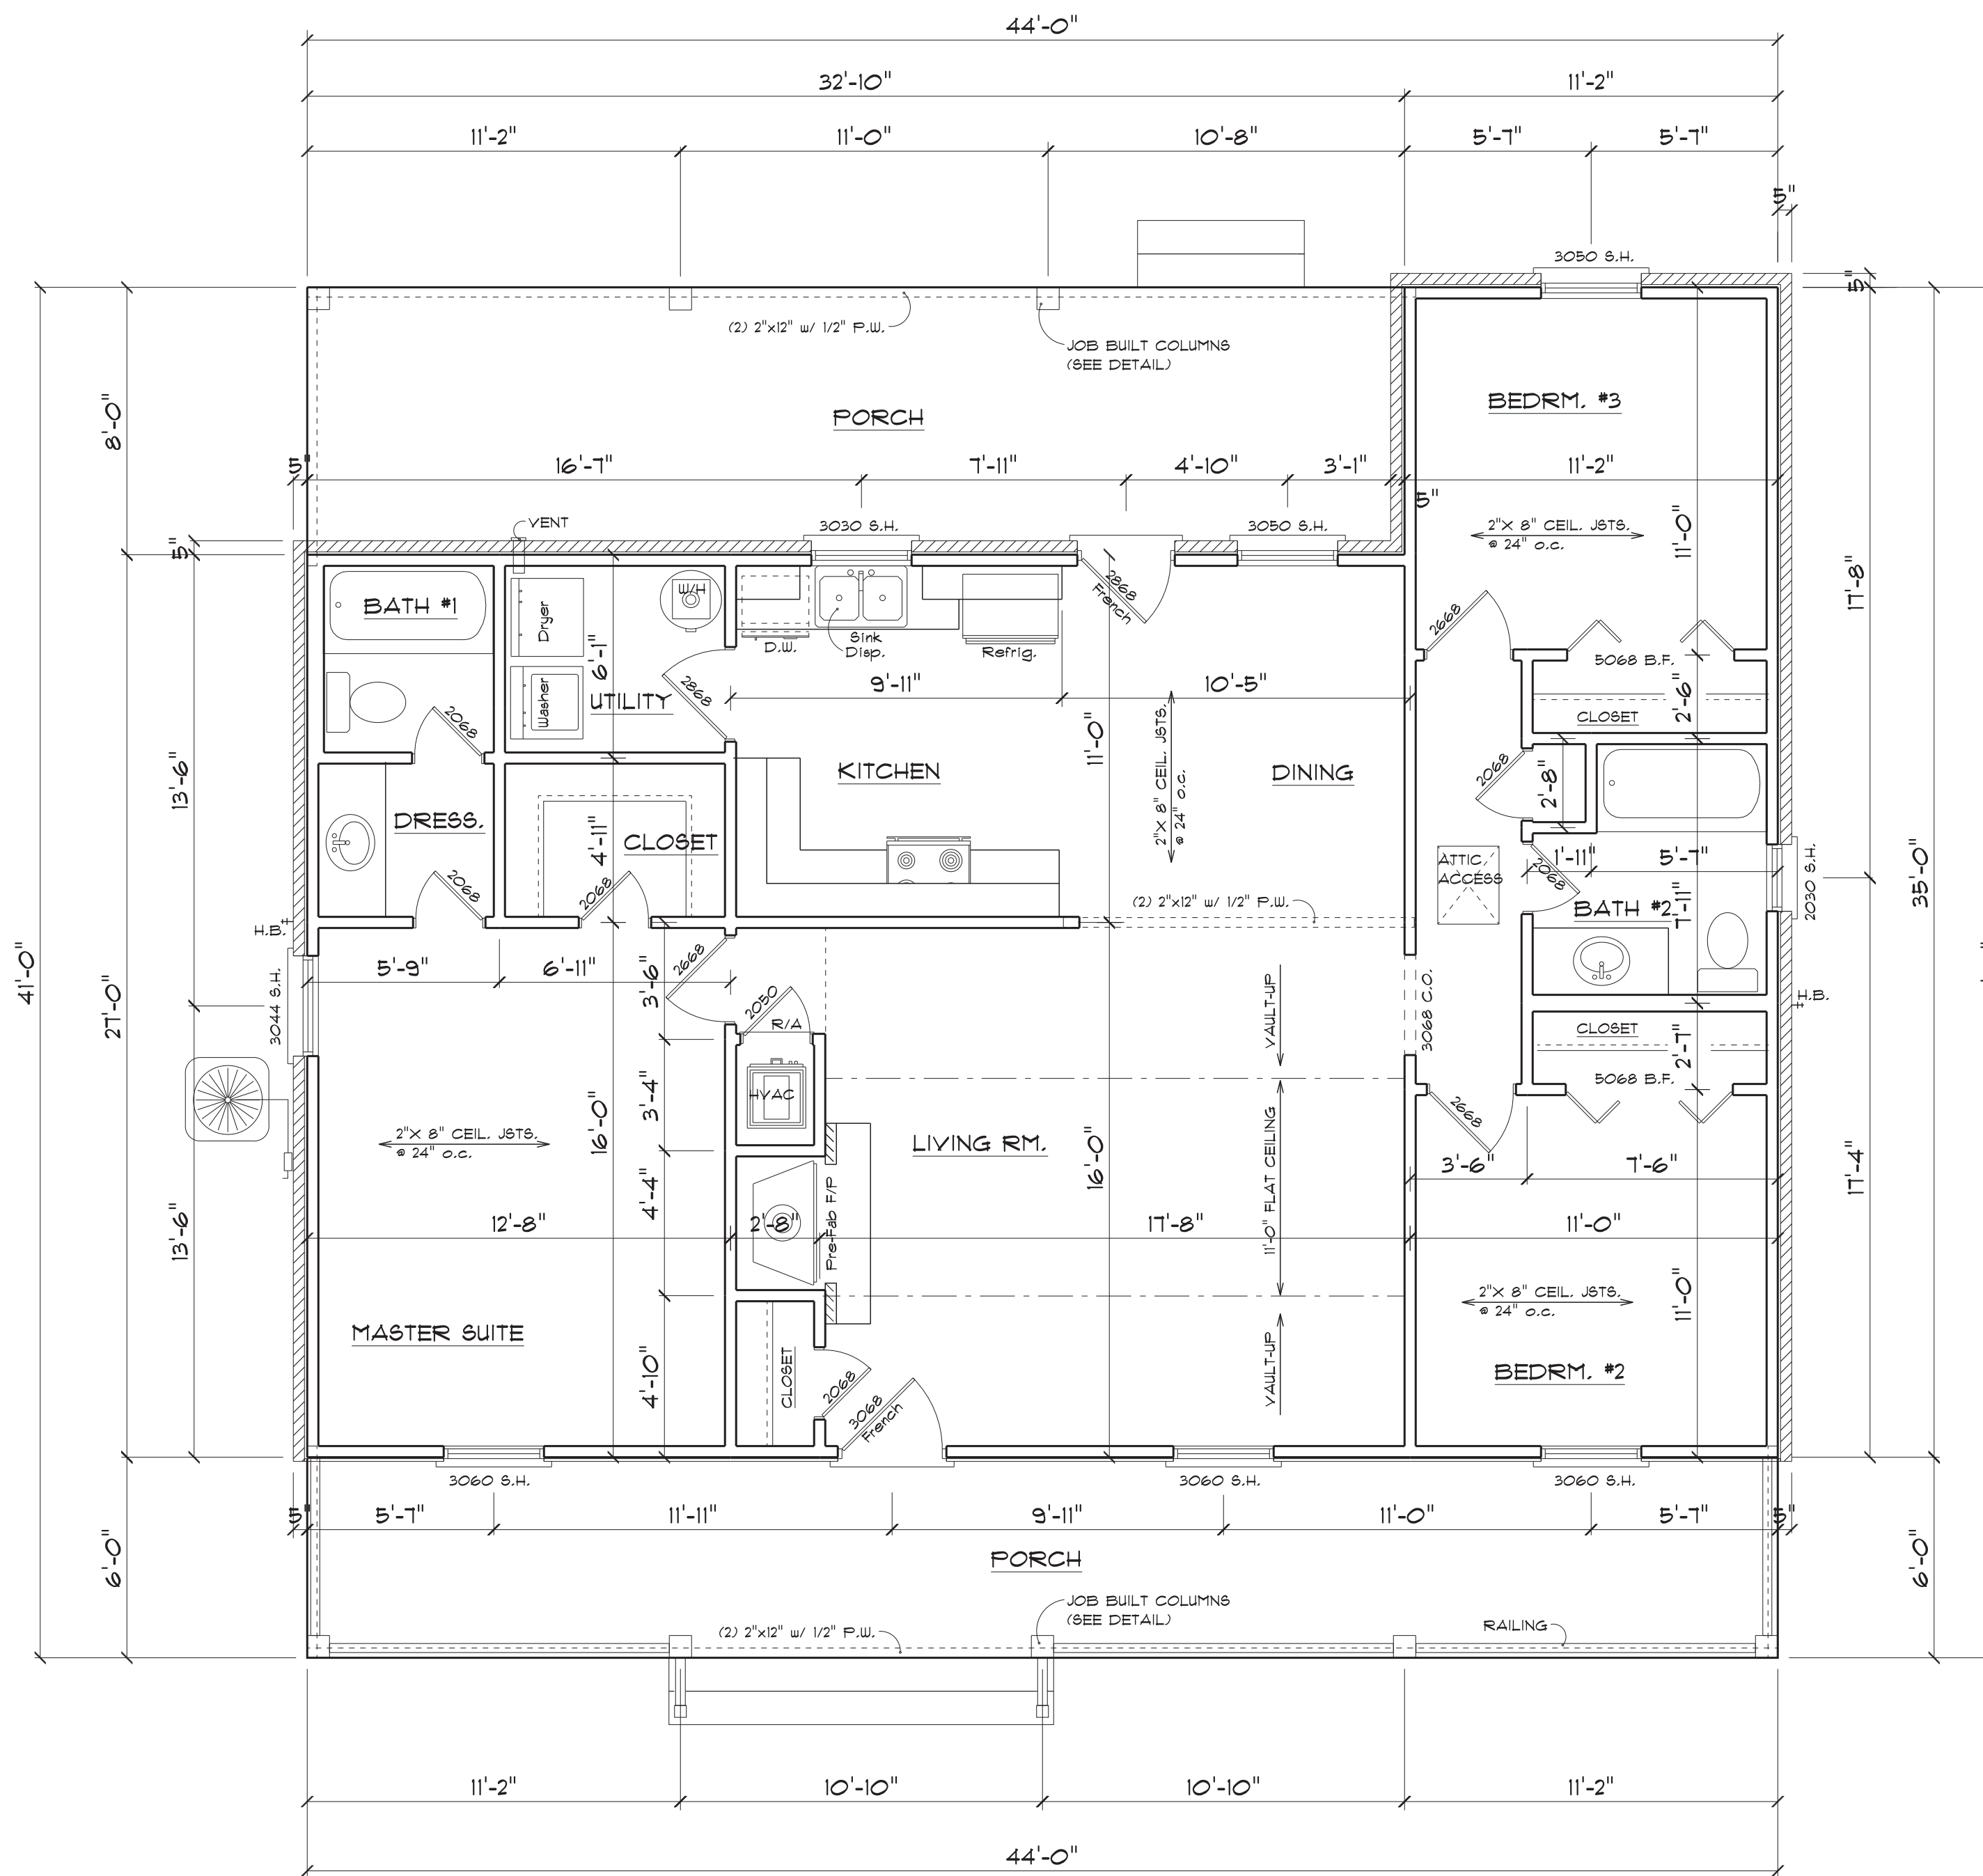 44'-0"
32'-10" 11'-2"
11'-2" 11'-0" 10'-8" 5'-7" 5'-7"
5"
3050 S.H.
5"
(2) 2"x12" w/ 1/2" P.W.
JOB BUILT COLUMNS
(SEE DETAIL)
8'-0"
PORCH
BEDRM. #3
5" 16'-7" 7'-11" 4'-10" 3'-1" 11'-2"
5"
VENT
3030 S.H.
3050 S.H.
2"X 8" CEIL. JSTS.
@ 24" o.c.
11'-0"
5"
17'-8"
BATH #1
Dryer
W/H
D.W.
Sink
Disp.
Refrig.
2868
French
2668
5068 B.F.
6'-1"
Washer
UTILITY
2868
2068
9'-11" 10'-5"
2'-6"
CLOSET
11'-0"
2"X 8" CEIL. JSTS.
@ 24" o.c.
13'-6"
KITCHEN
DINING
2068
2'-8"
DRESS.
4'-11"
CLOSET
2068
2068
ATTIC
ACCESS
2068
1'-11" 5'-7"
2030 S.H.
35'-0"
(2) 2"x12" w/ 1/2" P.W.
BATH #2
7'-11"
H.B.
3044 S.H.
5'-9" 6'-11"
3'-6"
2668
2050
R/A
VAULT-UP
3068 C.O.
H.B.
41'-0"
27'-0"
CLOSET
2'-7"
5068 B.F.
HVAC
3'-4"
2668
16'-0"
2"X 8" CEIL. JSTS.
@ 24" o.c.
LIVING RM.
16'-0"
11'-0" FLAT CEILING
3'-6" 7'-6"
17'-4"
4'-4"
Pre-Fab F/P
12'-8" 2'-8" 17'-8" 11'-0"
13'-6"
2"X 8" CEIL. JSTS.
@ 24" o.c.
11'-0"
MASTER SUITE
4'-10"
CLOSET
2068
3068
French
VAULT-UP
BEDRM. #2
3060 S.H.
3060 S.H.
3060 S.H.
5" 5'-7" 11'-11" 9'-11" 11'-0" 5'-7" 5"
6'-0"
PORCH
6'-0"
JOB BUILT COLUMNS
(SEE DETAIL)
(2) 2"x12" w/ 1/2" P.W.
RAILING
11'-2" 10'-10" 10'-10" 11'-2"
44'-0"